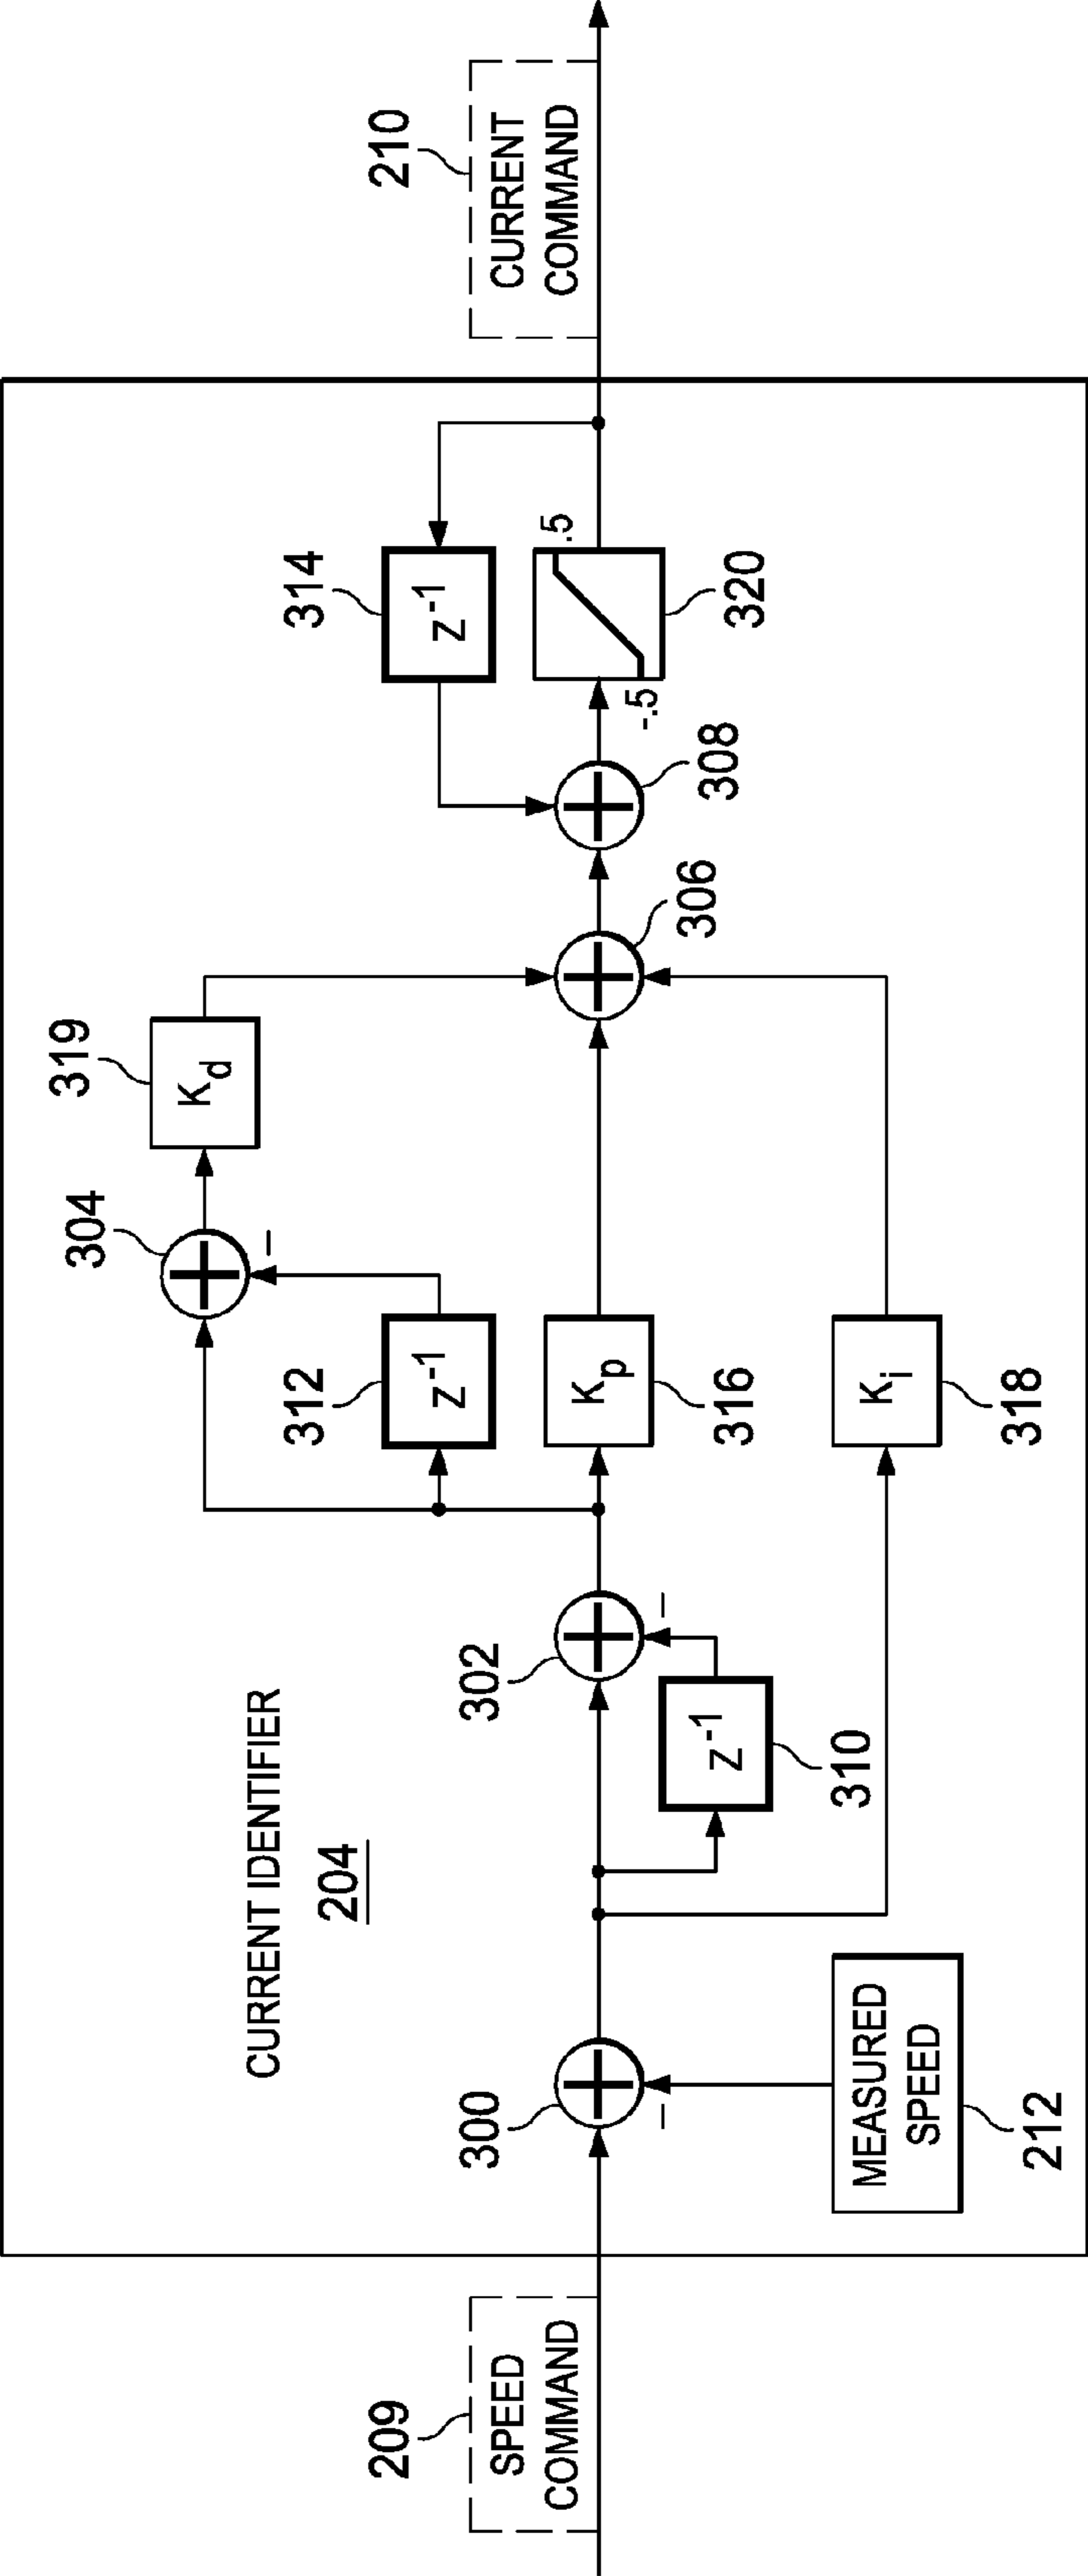 CURRENT IDENTIFIER
204
209
SPEED
COMMAND
300
MEASURED
SPEED
212
302
z-1
310
304
-
-
-
312
z-1
Kp
316
Ki
318
319
Kd
306
308
314
z-1
.5
-.5
320
210
CURRENT
COMMAND